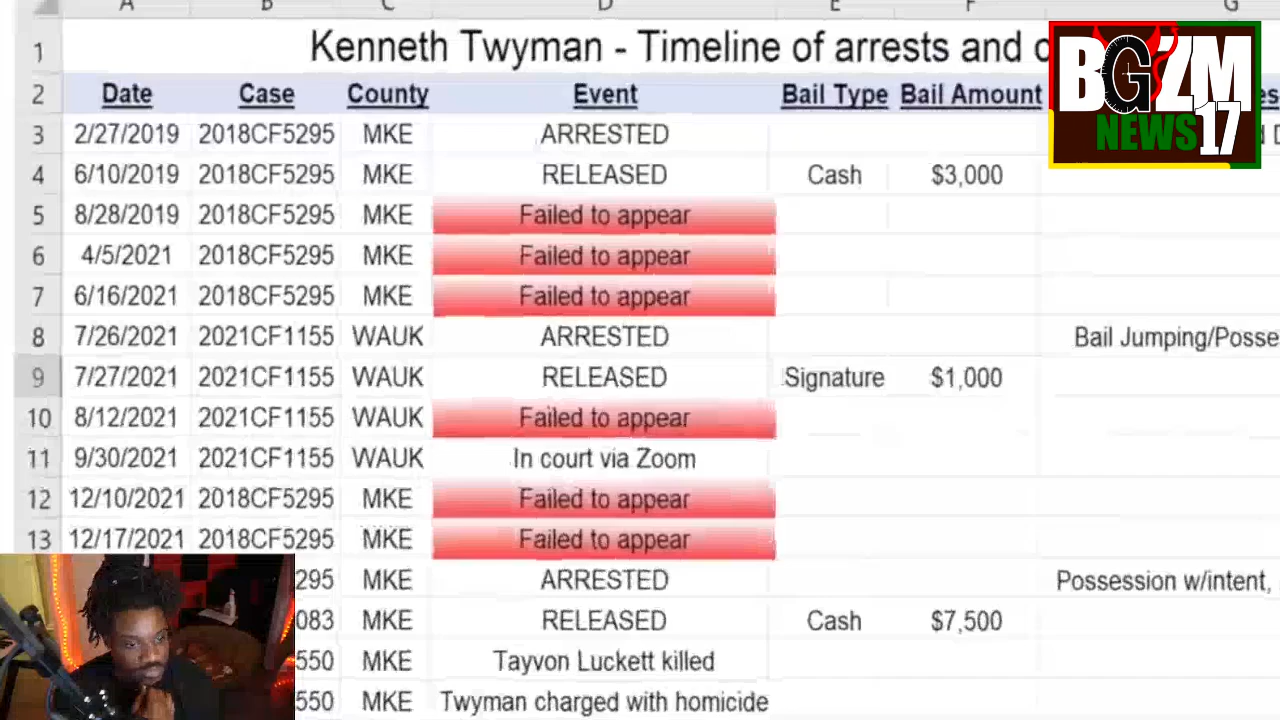 A B C D E F G
1 Kenneth Twyman - Timeline of arrests and
2 Date Case County Event Bail Type Bail Amount
3 2/27/2019 2018CF5295 MKE ARRESTED
4 6/10/2019 2018CF5295 MKE RELEASED Cash $3,000
5 8/28/2019 2018CF5295 MKE Failed to appear
6 4/5/2021 2018CF5295 MKE Failed to appear
7 6/16/2021 2018CF5295 MKE Failed to appear
8 7/26/2021 2021CF1155 WAUK ARRESTED Bail Jumping/Posse
9 7/27/2021 2021CF1155 WAUK RELEASED Signature $1,000
10 8/12/2021 2021CF1155 WAUK Failed to appear
11 9/30/2021 2021CF1155 WAUK In court via Zoom
12 12/10/2021 2018CF5295 MKE Failed to appear
13 12/17/2021 2018CF5295 MKE Failed to appear
295 MKE ARRESTED Possession w/intent,
083 MKE RELEASED Cash $7,500
550 MKE Tayvon Luckett killed
550 MKE Twyman charged with homicide
BGZ'M
NEWS 17